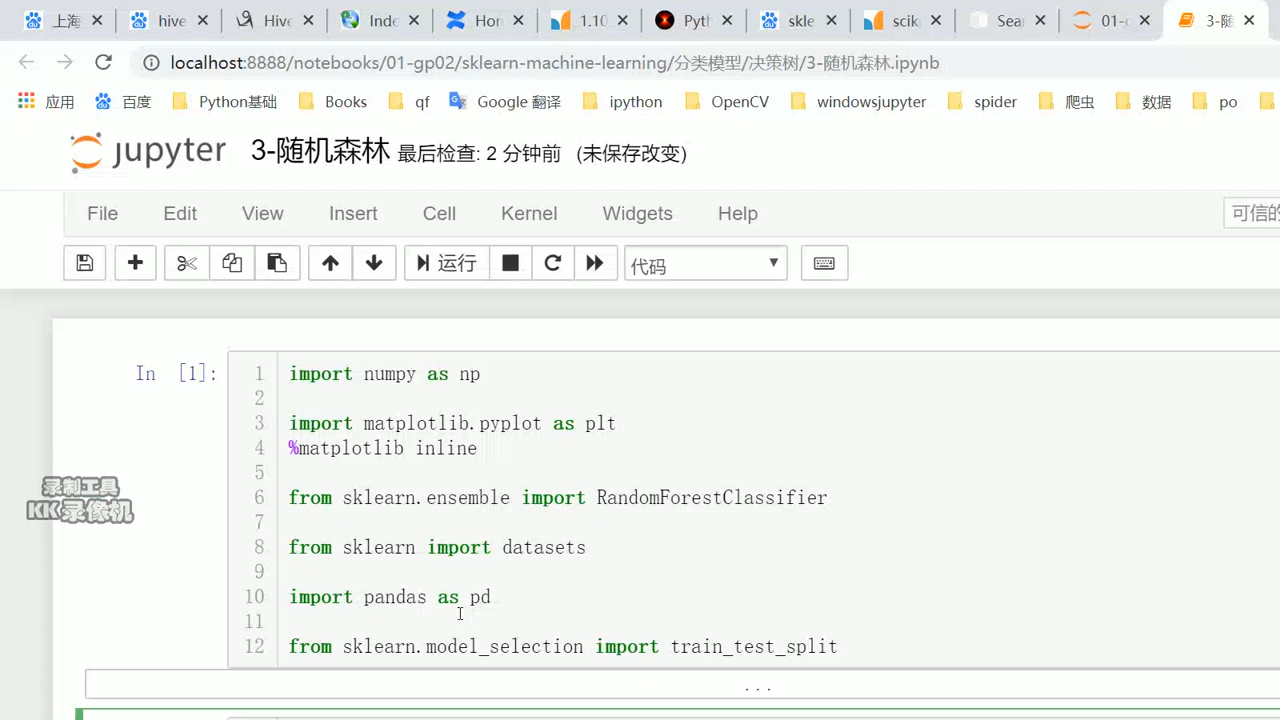 上海 hive Hive Inde Hon 1.10 Pyth skle scik Sear 01-c 3-随
localhost:8888/notebooks/01-gp02/sklearn-machine-learning/分类模型/决策树/3-随机森林.ipynb
应用 百度 Python基础 Books qf Google 翻译 ipython OpenCV windowsjupyter spider 爬虫 数据 po
jupyter 3-随机森林 最后检查: 2 分钟前 (未保存改变)
File Edit View Insert Cell Kernel Widgets Help 可信的
运行 代码
In [1]:
1 import numpy as np
2
3 import matplotlib.pyplot as plt
4 %matplotlib inline
5
6 from sklearn.ensemble import RandomForestClassifier
7
8 from sklearn import datasets
9
10 import pandas as pd
11
12 from sklearn.model_selection import train_test_split
...
录制工具
KK录像机